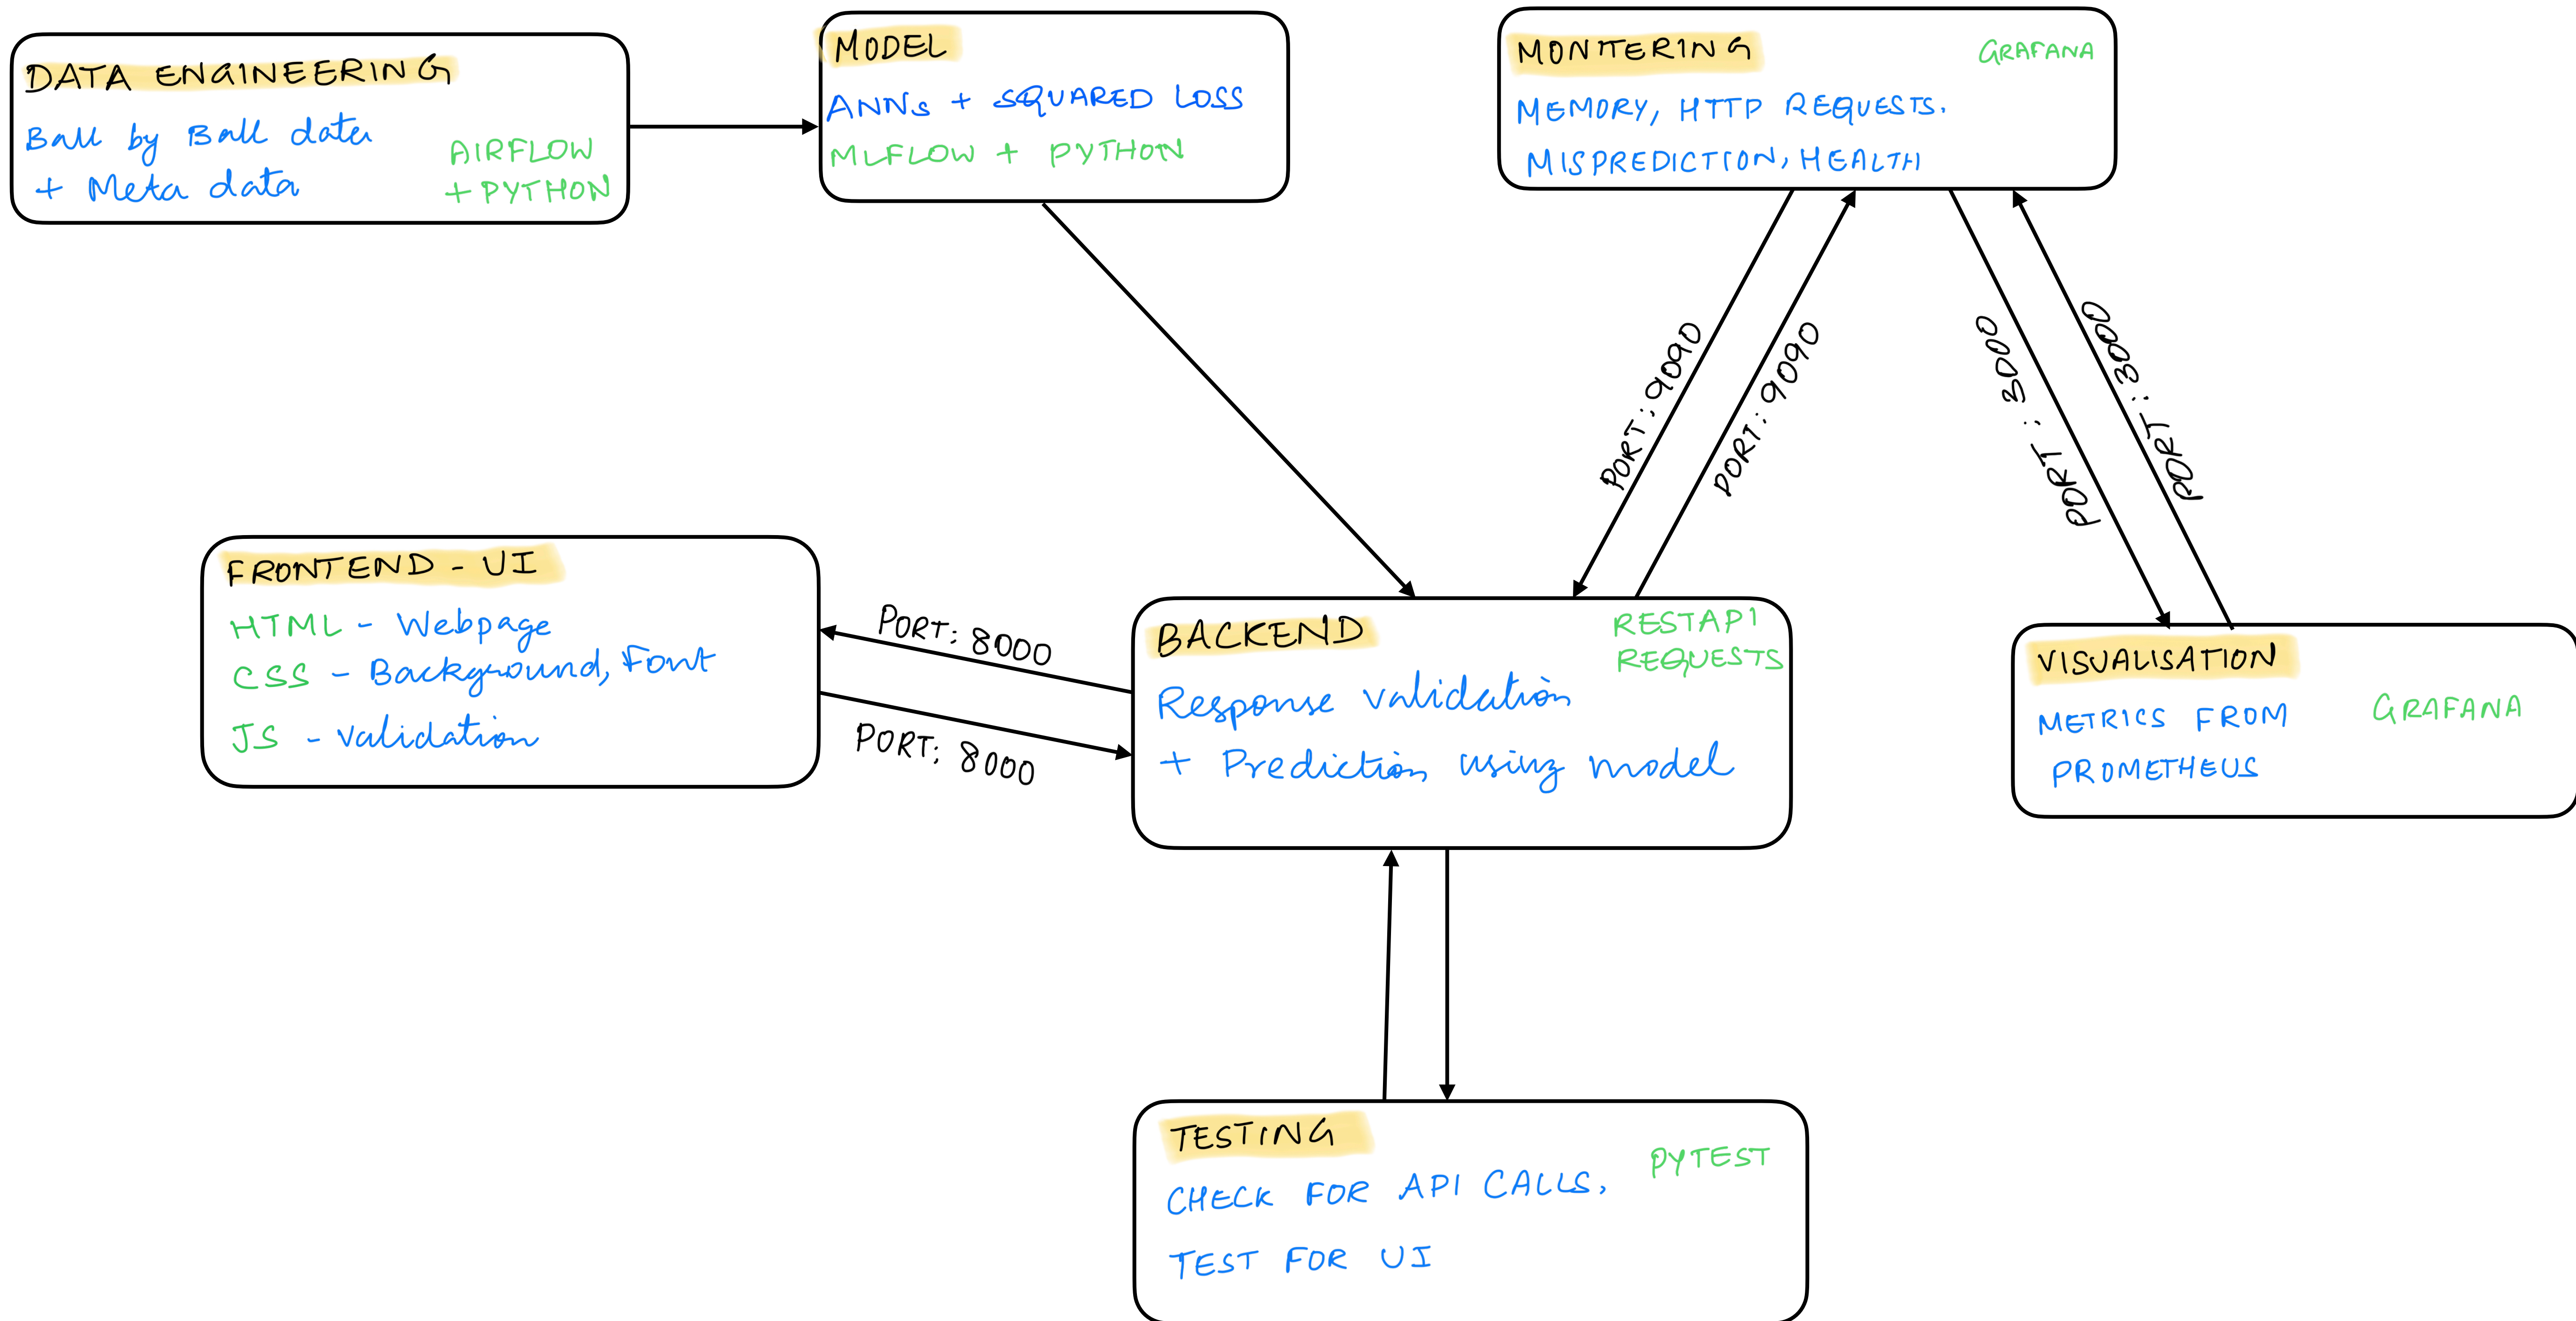 DATA ENGINEERING
Ball by Ball data
+ Meta data
AIRFLOW
+ PYTHON
MODEL
ANNs + SQUARED LOSS
MLFLOW + PYTHON
MONITERING
GRAFANA
MEMORY, HTTP REQUESTS.
MISPREDICTION, HEALTH
PORT: 9090
PORT: 9090
PORT: 3000
PORT: 3000
FRONTEND - UI
HTML - Webpage
CSS - Background, Font
JS - validation
PORT: 8000
PORT: 8000
BACKEND
RESTAPI
REQUESTS
Response validation
+ Prediction using model
VISUALISATION
METRICS FROM
PROMETHEUS
GRAFANA
TESTING
PYTEST
CHECK FOR API CALLS,
TEST FOR UI